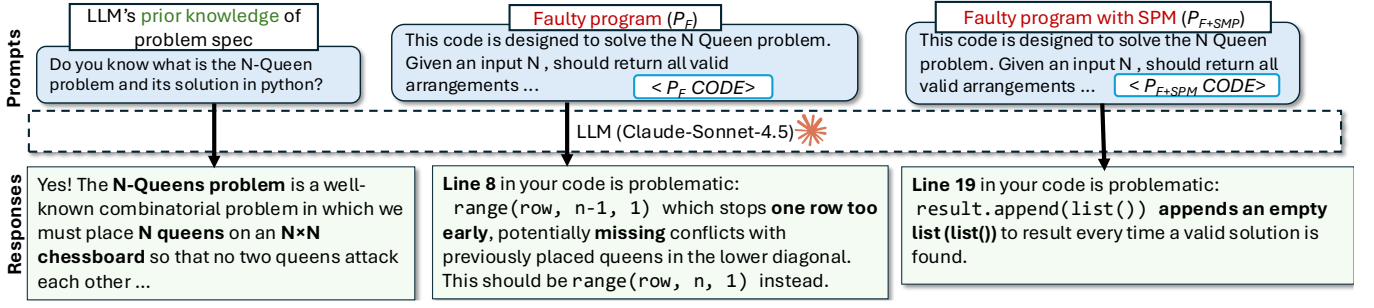 Prompts
LLM's prior knowledge of
problem spec
Do you know what is the N-Queen
problem and its solution in python?
Faulty program (P_F)
This code is designed to solve the N Queen problem.
Given an input N , should return all valid
arrangements ...
< P_F CODE>
Faulty program with SPM (P_F+SMP)
This code is designed to solve the N Queen
problem. Given an input N , should return all
valid arrangements ...
< P_F+SPM CODE>
LLM (Claude-Sonnet-4.5)
Responses
Yes! The N-Queens problem is a well-
known combinatorial problem in which we
must place N queens on an N×N
chessboard so that no two queens attack
each other ...
Line 8 in your code is problematic:
range(row, n-1, 1) which stops one row too
early, potentially missing conflicts with
previously placed queens in the lower diagonal.
This should be range(row, n, 1) instead.
Line 19 in your code is problematic:
result.append(list()) appends an empty
list (list()) to result every time a valid solution is
found.